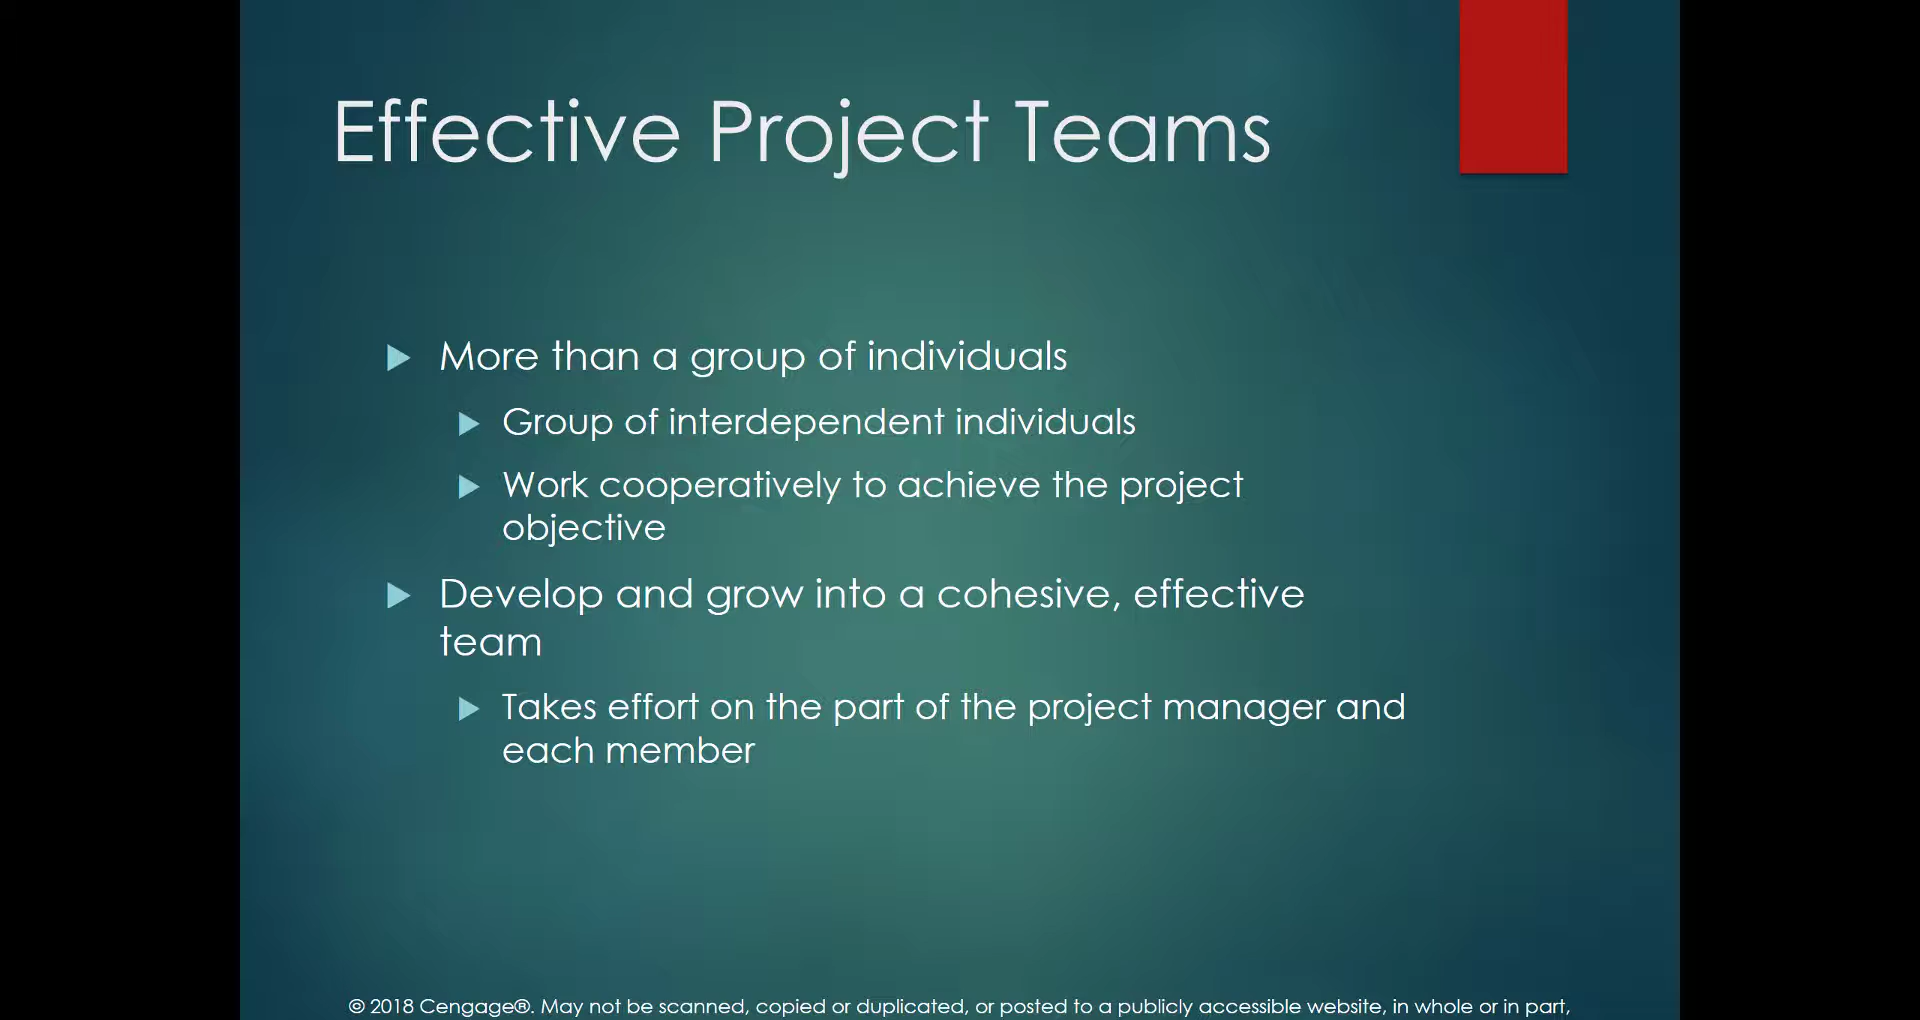 Effective Project Teams
More than a group of individuals
Group of interdependent individuals
Work cooperatively to achieve the project
objective
Develop and grow into a cohesive, effective
team
Takes effort on the part of the project manager and
each member
© 2018 Cengage®. May not be scanned, copied or duplicated, or posted to a publicly accessible website, in whole or in part,